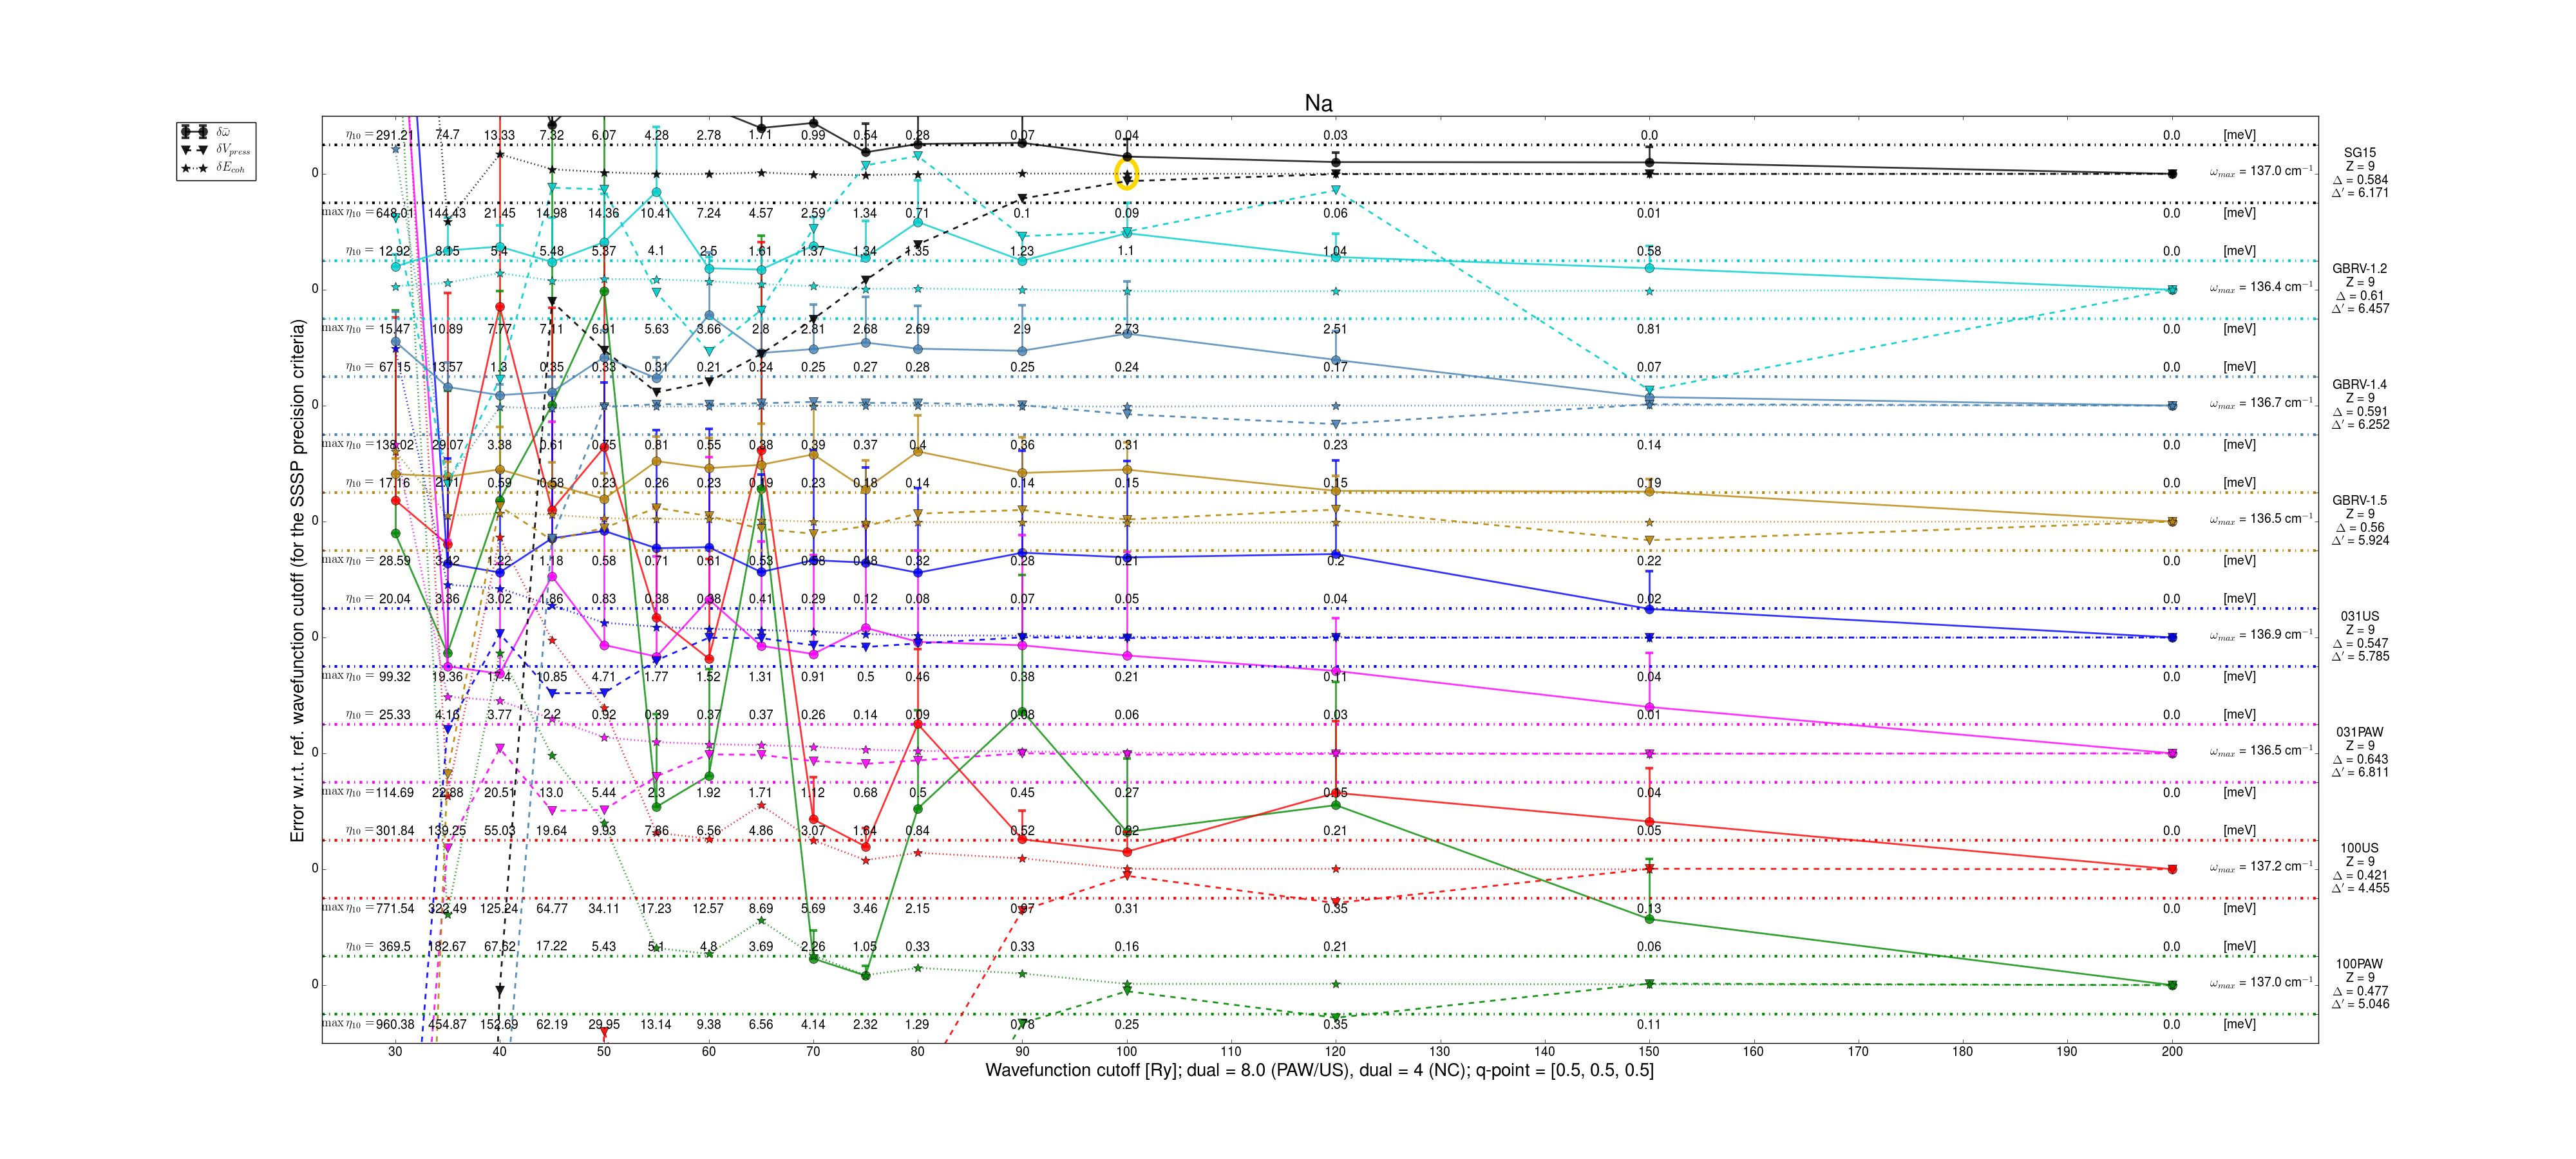 Na
δω̄
δV_press
δE_coh
Error w.r.t. ref. wavefunction cutoff (for the SSSP precision criteria)
η10 = 291.21 74.7 13.33 7.32 6.07 4.28 2.78 1.71 0.99 0.54 0.28 0.07 0.04 0.03 0.0 0.0 [meV]
0 ω_max = 137.0 cm⁻¹
SG15
Z = 9
Δ = 0.584
Δ′ = 6.171
max η10 = 648.01 144.43 21.45 14.98 14.36 10.41 7.24 4.57 2.59 1.34 0.71 0.1 0.09 0.06 0.01 0.0 [meV]
η10 = 12.92 8.15 5.4 5.48 5.37 4.1 2.5 1.61 1.37 1.34 1.35 1.23 1.1 1.04 0.58 0.0 [meV]
0 ω_max = 136.4 cm⁻¹
GBRV-1.2
Z = 9
Δ = 0.61
Δ′ = 6.457
max η10 = 15.47 10.89 7.77 7.11 6.91 5.63 3.66 2.8 2.81 2.68 2.69 2.9 2.73 2.51 0.81 0.0 [meV]
η10 = 67.15 13.57 1.3 0.35 0.33 0.31 0.21 0.24 0.25 0.27 0.28 0.25 0.24 0.17 0.07 0.0 [meV]
0 ω_max = 136.7 cm⁻¹
GBRV-1.4
Z = 9
Δ = 0.591
Δ′ = 6.252
max η10 = 138.02 29.07 3.38 0.61 0.75 0.81 0.55 0.38 0.39 0.37 0.4 0.36 0.31 0.23 0.14 0.0 [meV]
η10 = 17.16 0.59 0.58 0.23 0.26 0.23 0.23 0.18 0.14 0.14 0.15 0.15 0.19 0.0 [meV]
0 ω_max = 136.5 cm⁻¹
GBRV-1.5
Z = 9
Δ = 0.56
Δ′ = 5.924
max η10 = 28.59 1.18 0.58 0.71 0.61 0.53 0.32 0.28 0.21 0.2 0.22 0.0 [meV]
η10 = 20.04 3.36 3.02 1.86 0.83 0.38 0.38 0.41 0.29 0.12 0.08 0.07 0.05 0.04 0.02 0.0 [meV]
0 ω_max = 136.9 cm⁻¹
031US
Z = 9
Δ = 0.547
Δ′ = 5.785
max η10 = 99.32 19.36 17.4 10.85 4.71 1.77 1.52 1.31 0.91 0.5 0.46 0.38 0.21 0.11 0.04 0.0 [meV]
η10 = 25.33 4.16 3.77 2.2 0.92 0.39 0.37 0.37 0.26 0.14 0.09 0.08 0.06 0.03 0.01 0.0 [meV]
0 ω_max = 136.5 cm⁻¹
031PAW
Z = 9
Δ = 0.643
Δ′ = 6.811
max η10 = 114.69 22.88 20.51 13.0 5.44 2.3 1.92 1.71 1.12 0.68 0.5 0.45 0.27 0.15 0.04 0.0 [meV]
η10 = 301.84 139.25 55.03 19.64 9.93 7.86 6.56 4.86 3.07 1.64 0.84 0.52 0.22 0.21 0.05 0.0 [meV]
0 ω_max = 137.2 cm⁻¹
100US
Z = 9
Δ = 0.421
Δ′ = 4.455
max η10 = 771.54 322.49 125.24 64.77 34.11 17.23 12.57 8.69 5.69 3.46 2.15 0.97 0.31 0.35 0.13 0.0 [meV]
η10 = 369.5 182.67 67.62 17.22 5.43 5.1 4.8 3.69 2.26 1.05 0.33 0.33 0.16 0.21 0.06 0.0 [meV]
0 ω_max = 137.0 cm⁻¹
100PAW
Z = 9
Δ = 0.477
Δ′ = 5.046
max η10 = 960.38 454.87 152.69 62.19 29.95 13.14 9.38 6.56 4.14 2.32 1.29 0.78 0.25 0.35 0.11 0.0 [meV]
30 40 50 60 70 80 90 100 110 120 130 140 150 160 170 180 190 200
Wavefunction cutoff [Ry]; dual = 8.0 (PAW/US), dual = 4 (NC); q-point = [0.5, 0.5, 0.5]